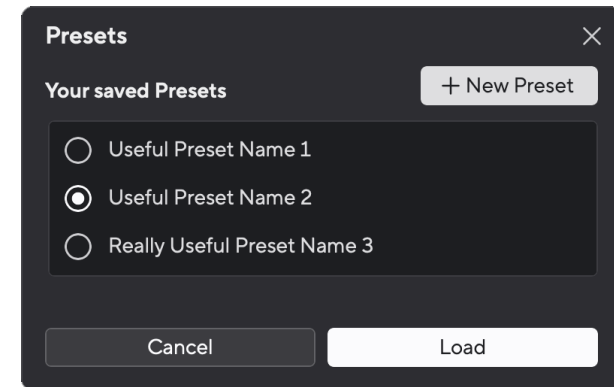 Presets
Your saved Presets
+ New Preset
Useful Preset Name 1
Useful Preset Name 2
Really Useful Preset Name 3
Cancel
Load